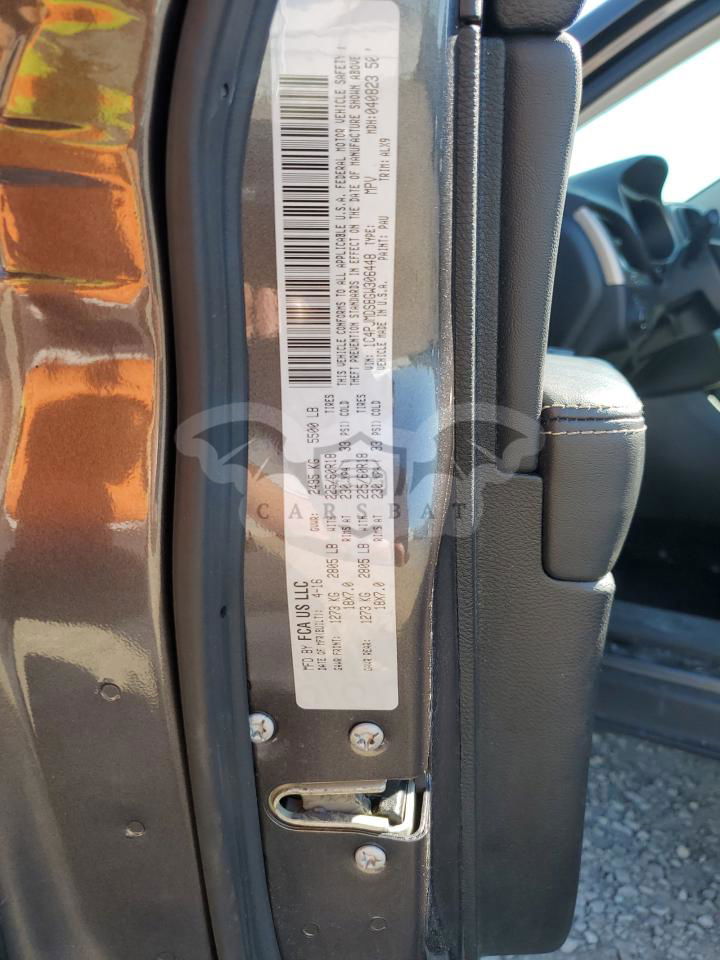 MFD BY: FCA US LLC
DATE OF MFR(BUILT): 4-16 GVWR: 2495 KG 5500 LB
GAWR FRONT: 1273 KG 2805 LB WITH 225/60R18 TIRES
18X7.0 RIMS AT 230 KPA/ 33 PSI) COLD
GAWR REAR: 1273 KG 2805 LB WITH 225/60R18 TIRES
18X7.0 RIMS AT 230 KPA/ 33 PSI) COLD
THIS VEHICLE CONFORMS TO ALL APPLICABLE U.S.A. FEDERAL MOTOR VEHICLE SAFETY
THEFT PREVENTION STANDARDS IN EFFECT ON THE DATE OF MANUFACTURE SHOWN ABOVE
VIN: 1C4PJMDS8GW306448 TYPE: MPV MDH: 040823 50
VEHICLE MADE IN U.S.A. PAINT: PAU TRIM: ALX9
CARSBAT